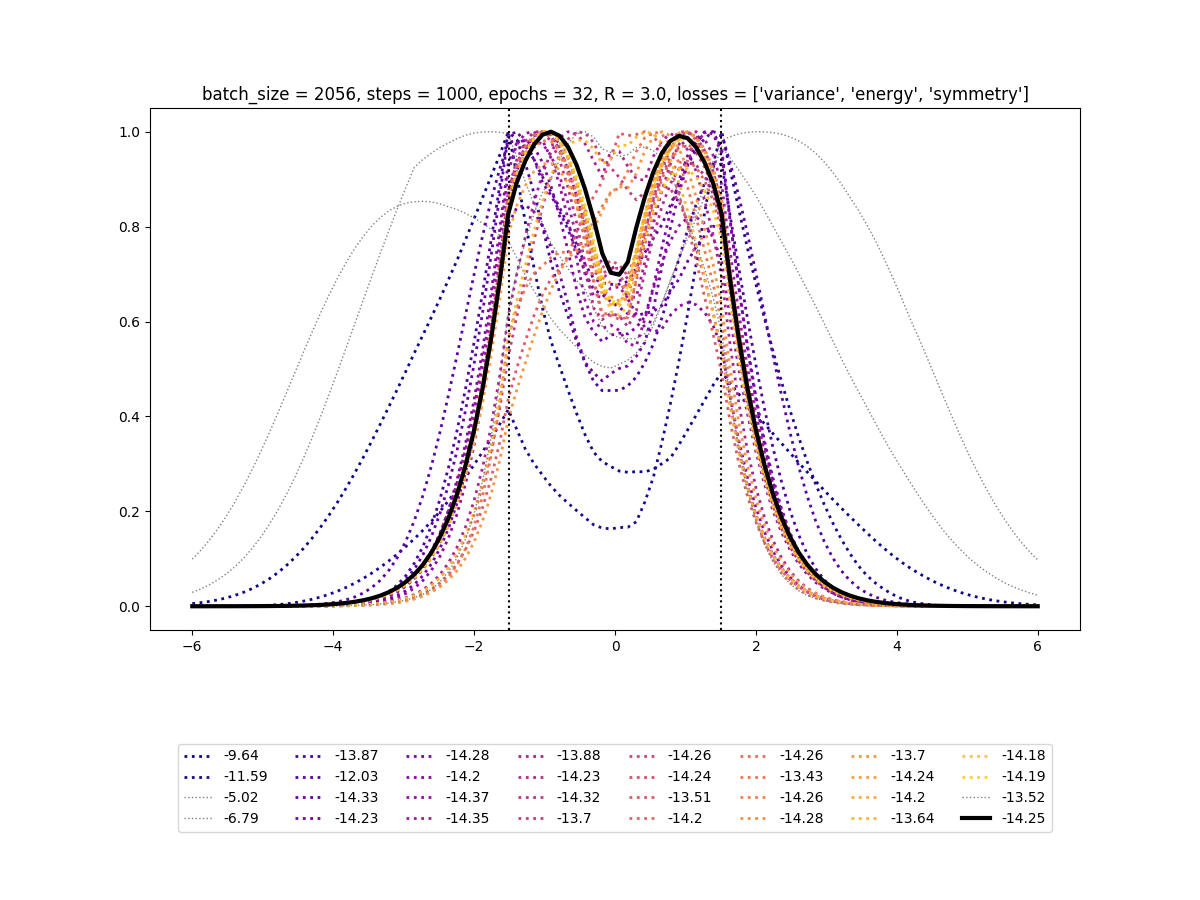 batch_size = 2056, steps = 1000, epochs = 32, R = 3.0, losses = ['variance', 'energy', 'symmetry']
1.0
0.8
0.6
0.4
0.2
0.0
−6 −4 −2 0 2 4 6
-9.64 -13.87 -14.28 -13.88 -14.26 -14.26 -13.7 -14.18
-11.59 -12.03 -14.2 -14.23 -14.24 -13.43 -14.24 -14.19
-5.02 -14.33 -14.37 -14.32 -13.51 -14.26 -14.2 -13.52
-6.79 -14.23 -14.35 -13.7 -14.2 -14.28 -13.64 -14.25